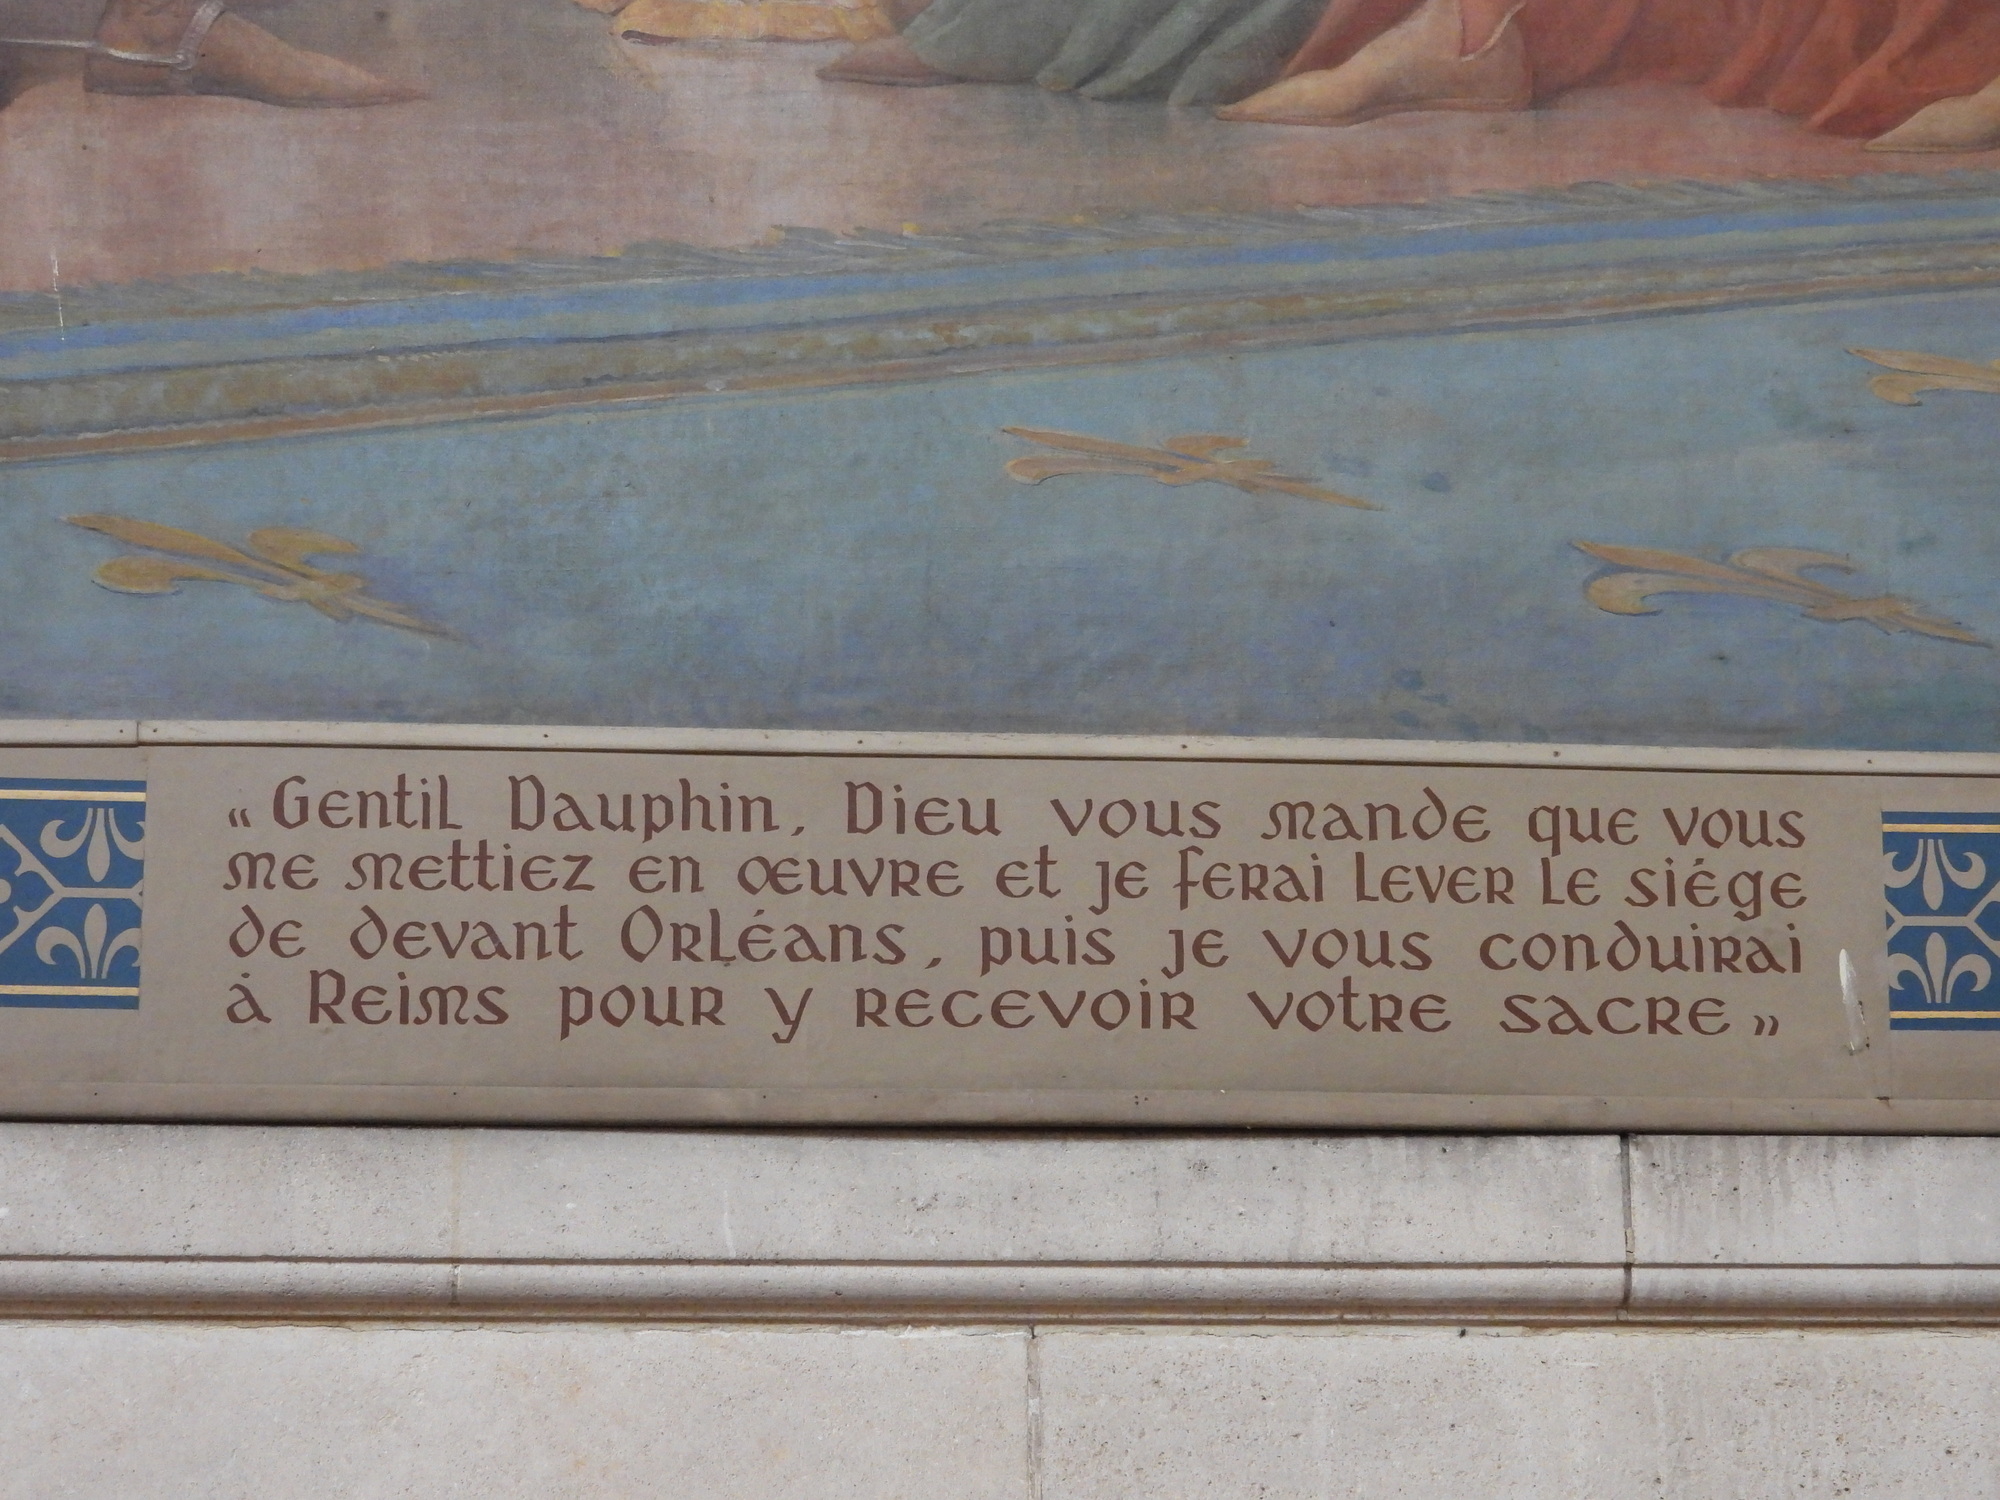 « Gentil Dauphin, Dieu vous mande que vous
me mettiez en œuvre et je ferai lever le siége
de devant Orléans, puis je vous conduirai
à Reims pour y recevoir votre sacre »